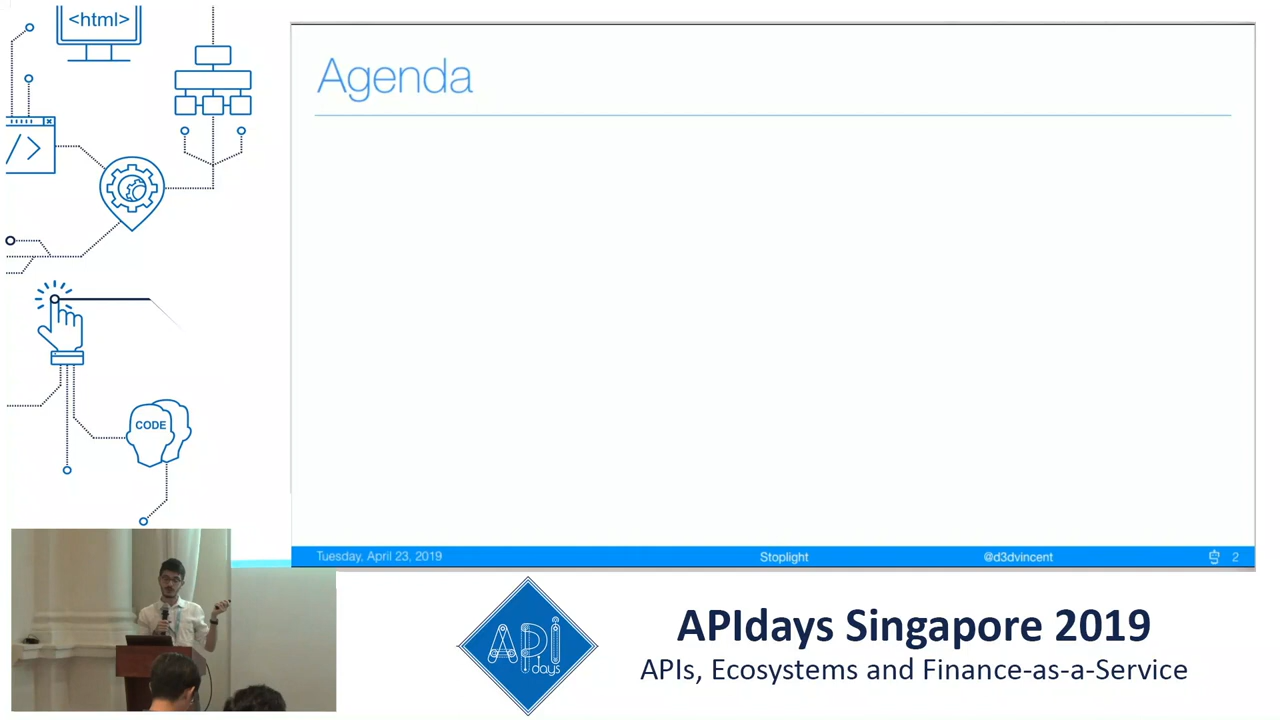 <html>
Agenda
</>
CODE
Tuesday, April 23, 2019
Stoplight
@d3dvincent
2
API
days
APIdays Singapore 2019
APIs, Ecosystems and Finance-as-a-Service